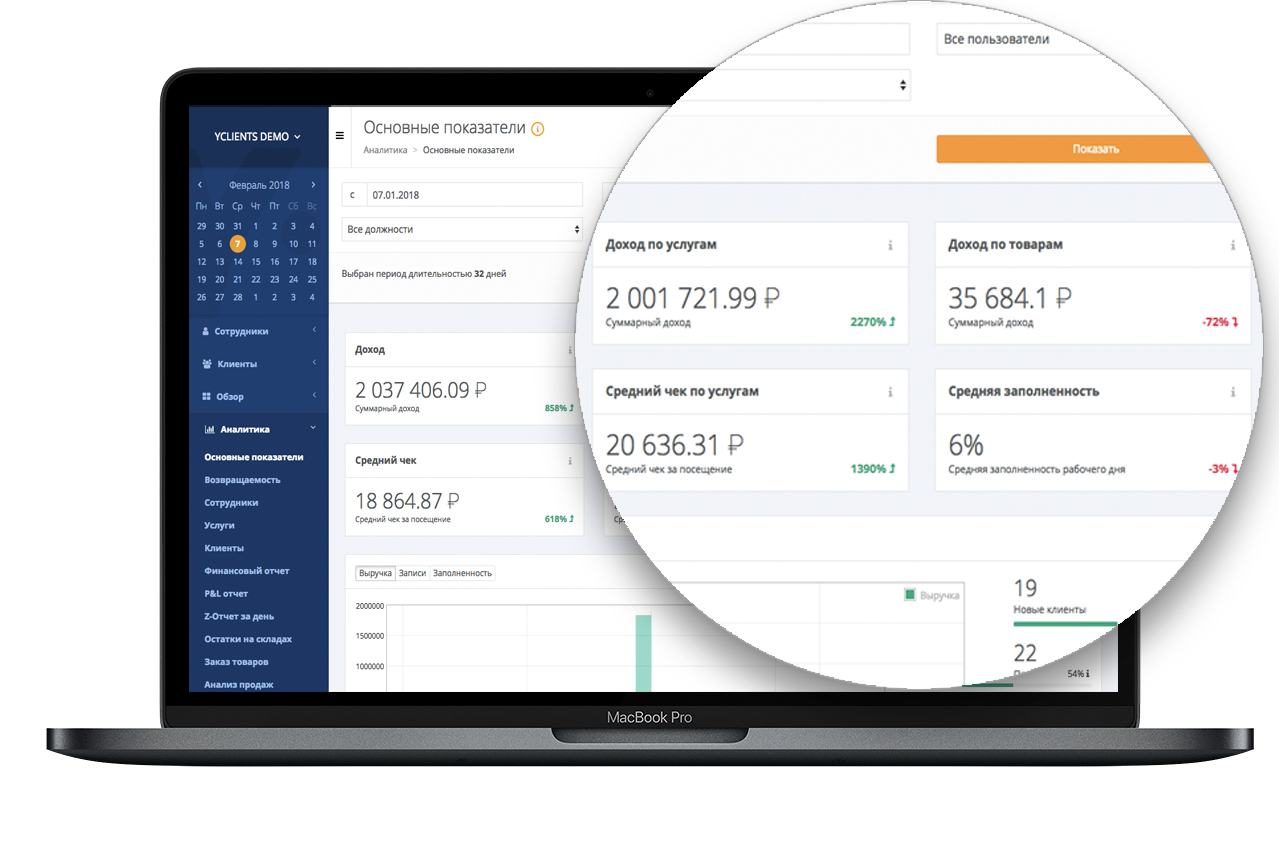 YCLIENTS DEMO
Февраль 2018
Пн Вт Ср Чт Пт Сб Вс
29 30 31 1 2 3 4
5 6 7 8 9 10 11
12 13 14 15 16 17 18
19 20 21 22 23 24 25
26 27 28 1 2 3 4
Сотрудники
Клиенты
Обзор
Аналитика
Основные показатели
Возвращаемость
Сотрудники
Услуги
Клиенты
Финансовый отчет
P&L отчет
Z-Отчет за день
Остатки на складах
Заказ товаров
Анализ продаж
Основные показатели
Аналитика > Основные показатели
с 07.01.2018
Все должности
Выбран период длительностью 32 дней
Доход
2 037 406.09 ₽
Суммарный доход 858%
Средний чек
18 864.87 ₽
Средний чек за посещение 618%
Выручка Записи Заполненность
2000000
1500000
1000000
Все пользователи
Показать
Доход по услугам
2 001 721.99 ₽
Суммарный доход 2270%
Доход по товарам
35 684.1 ₽
Суммарный доход -72%
Средний чек по услугам
20 636.31 ₽
Средний чек за посещение 1390%
Средняя заполненность
6%
Средняя заполненность рабочего дня -3%
Выручка
19
Новые клиенты
22
54%
MacBook Pro